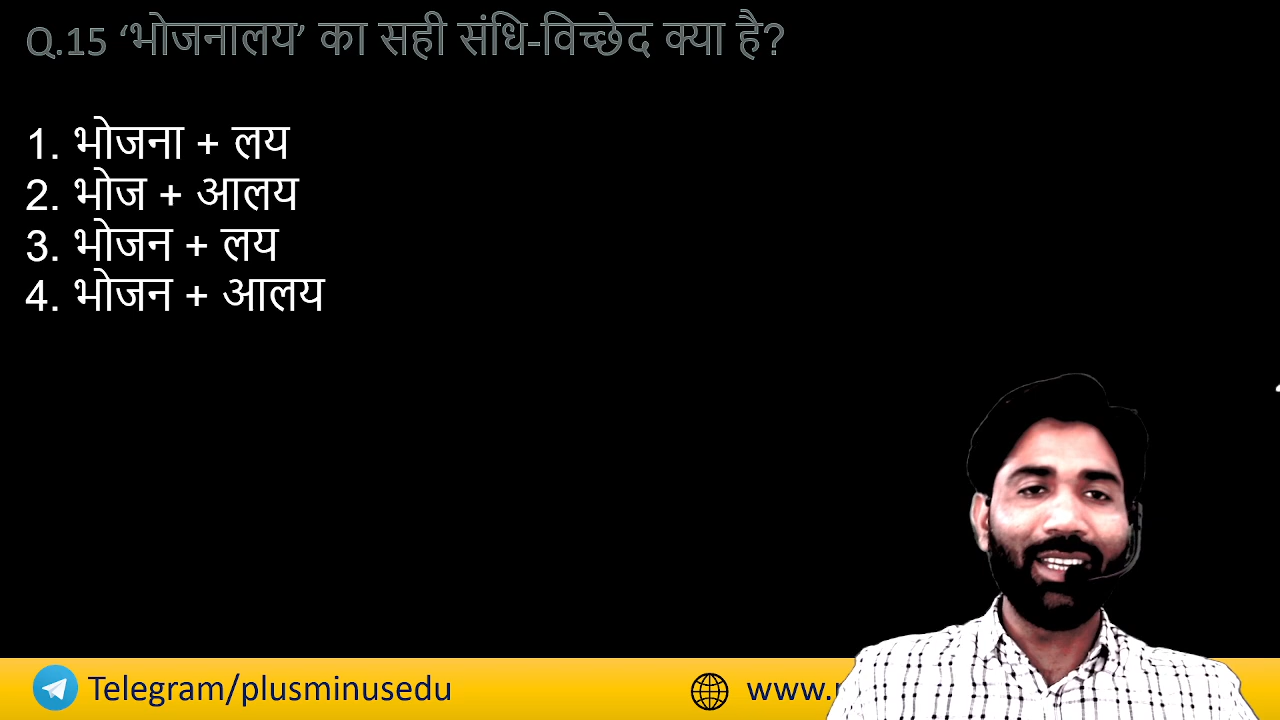 Q.15 ‘भोजनालय’ का सही संधि-विच्छेद क्या है?
1. भोजना + लय
2. भोज + आलय
3. भोजन + लय
4. भोजन + आलय
Telegram/plusminusedu
www.